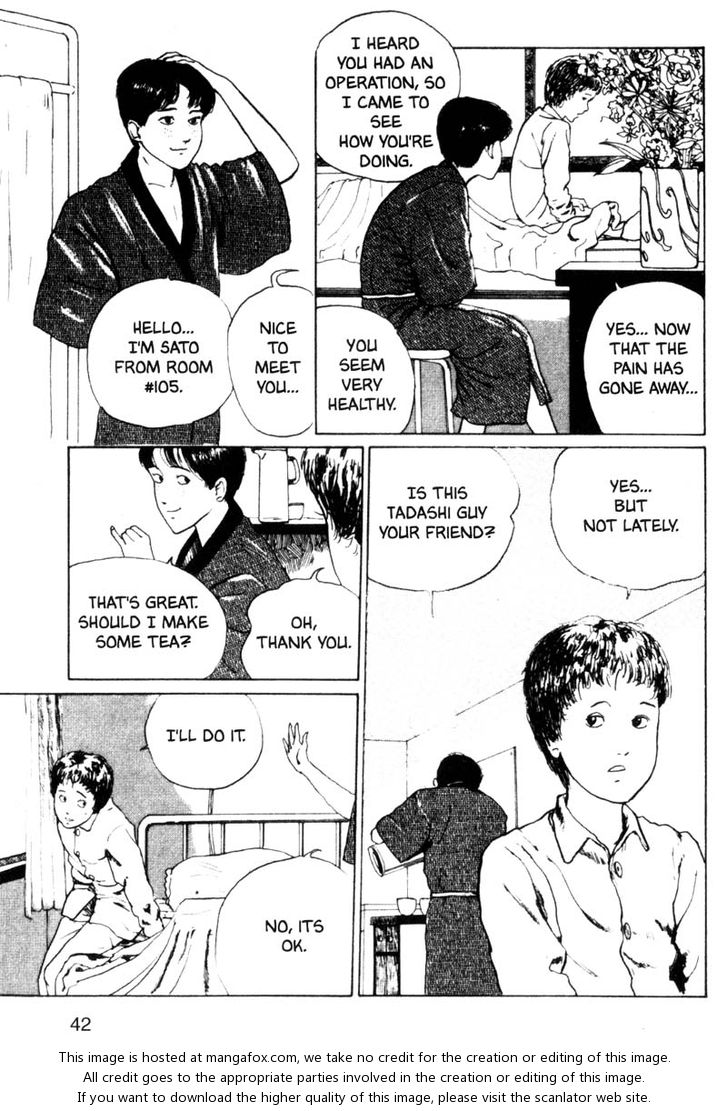 HELLO...
I'M SATO
FROM ROOM
#105.
NICE
TO
MEET
YOU...
I HEARD
YOU HAD AN
OPERATION, SO
I CAME TO
SEE
HOW YOU'RE
DOING.
YOU
SEEM
VERY
HEALTHY.
YES... NOW
THAT THE
PAIN HAS
GONE AWAY...
THAT'S GREAT.
SHOULD I MAKE
SOME TEA?
OH,
THANK YOU.
I'LL DO IT.
NO, ITS
OK.
IS THIS
TADASHI GUY
YOUR FRIEND?
YES...
BUT
NOT LATELY.
42
This image is hosted at mangafox.com, we take no credit for the creation or editing of this image.
All credit goes to the appropriate parties involved in the creation or editing of this image.
If you want to download the higher quality of this image, please visit the scanlator web site.